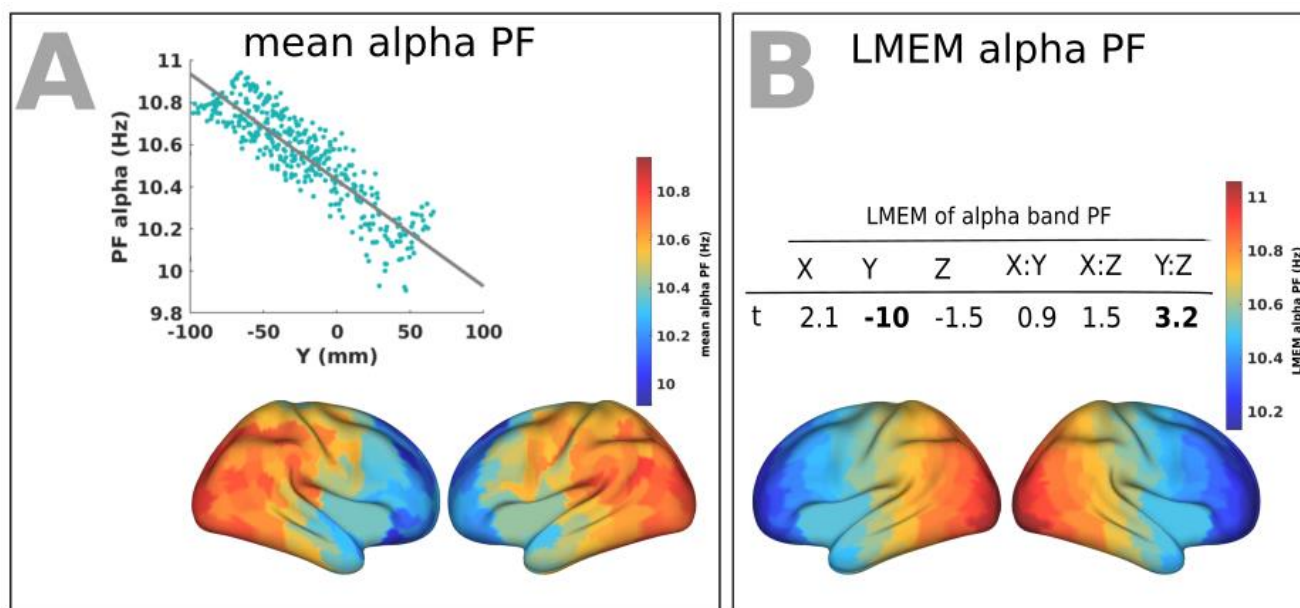 A
mean alpha PF
PF alpha (Hz)
11
10.8
10.6
10.4
10.2
10
9.8
-100 -50 0 50 100
Y (mm)
10.8
10.6
10.4
10.2
10
mean alpha PF (Hz)
B
LMEM alpha PF
LMEM of alpha band PF
X Y Z X:Y X:Z Y:Z
t 2.1 -10 -1.5 0.9 1.5 3.2
11
10.8
10.6
10.4
10.2
LMEM alpha PF (Hz)